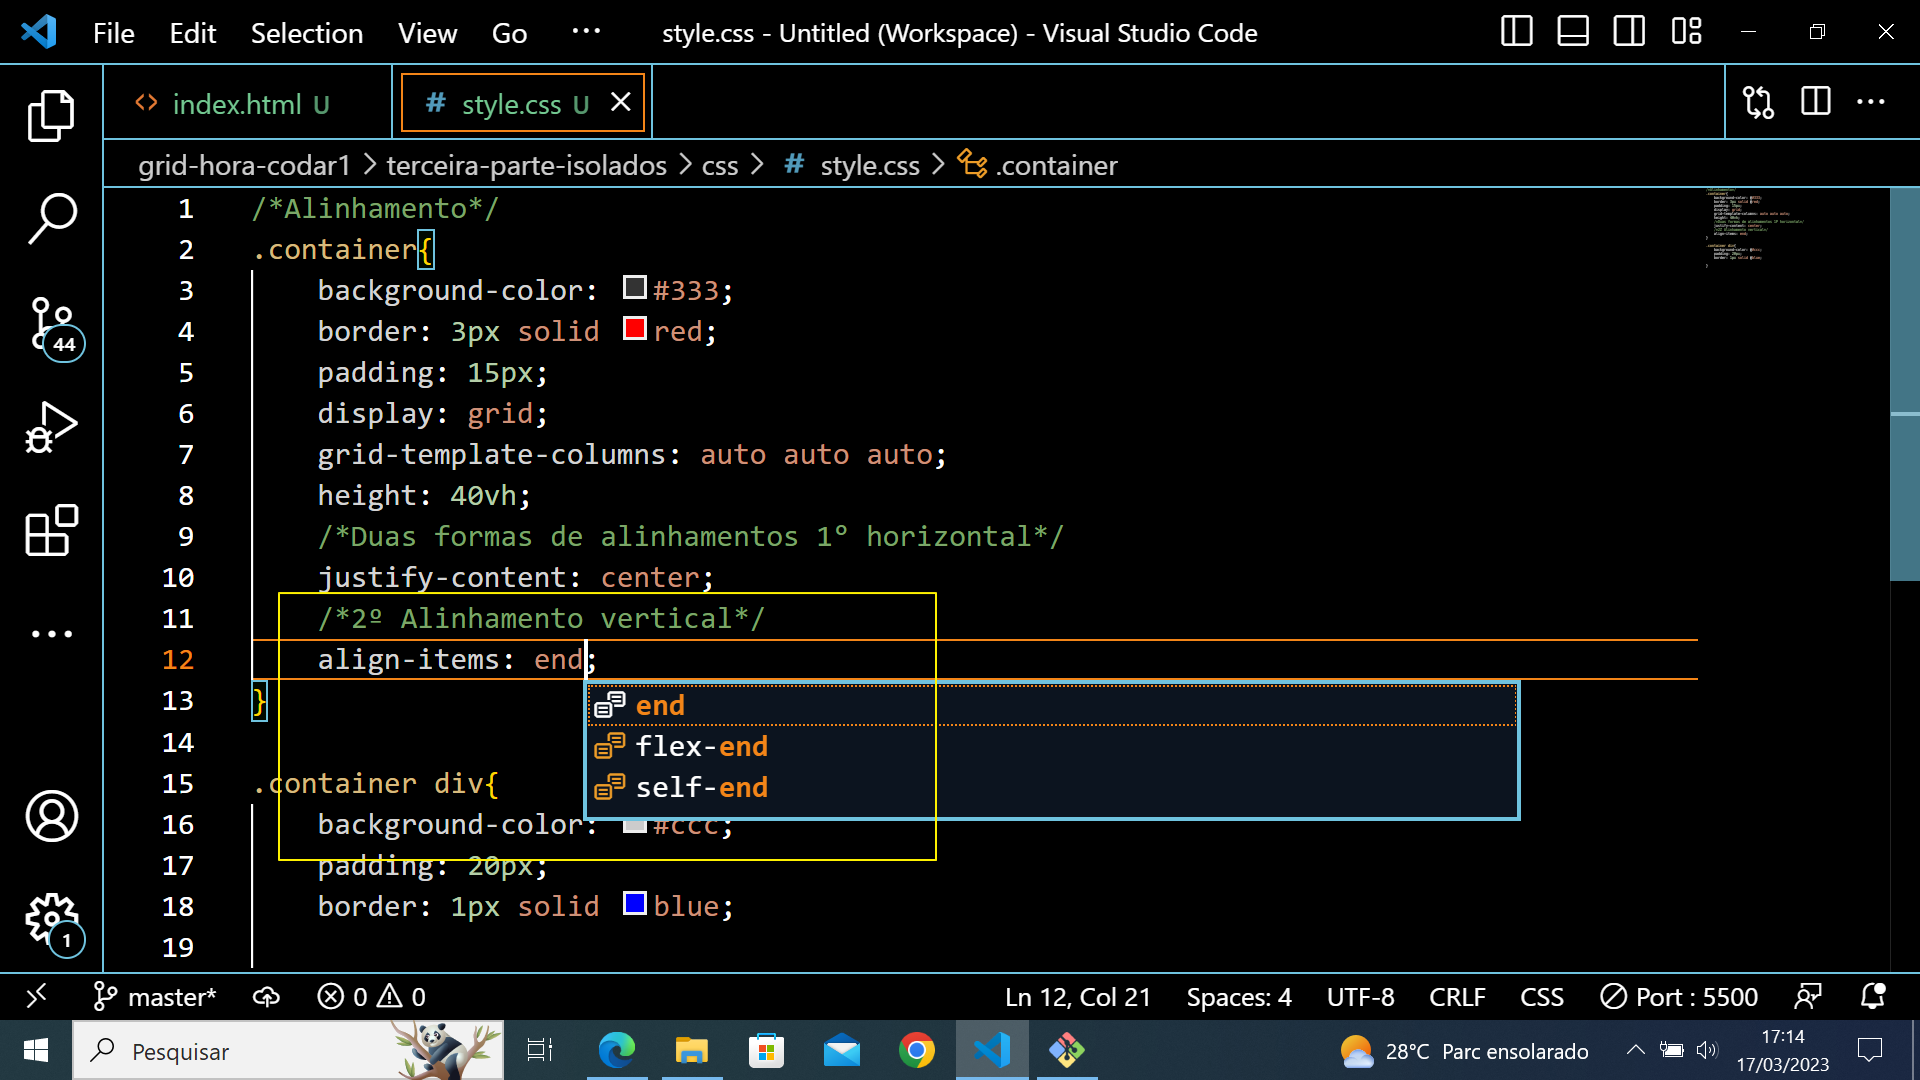 File Edit Selection View Go ··· style.css - Untitled (Workspace) - Visual Studio Code
index.html U
# style.css U
grid-hora-codar1 > terceira-parte-isolados > css > # style.css > .container
1 /*Alinhamento*/
2 .container{
3 background-color: #333;
4 border: 3px solid red;
5 padding: 15px;
6 display: grid;
7 grid-template-columns: auto auto auto;
8 height: 40vh;
9 /*Duas formas de alinhamentos 1º horizontal*/
10 justify-content: center;
11 /*2º Alinhamento vertical*/
12 align-items: end;
13 }
end
14
flex-end
15 .container div{
self-end
16 background-color: #ccc;
17 padding: 20px;
18 border: 1px solid blue;
19
44
1
master* 0 0 Ln 12, Col 21 Spaces: 4 UTF-8 CRLF CSS Port : 5500
Pesquisar
28°C Parc ensolarado
17:14
17/03/2023